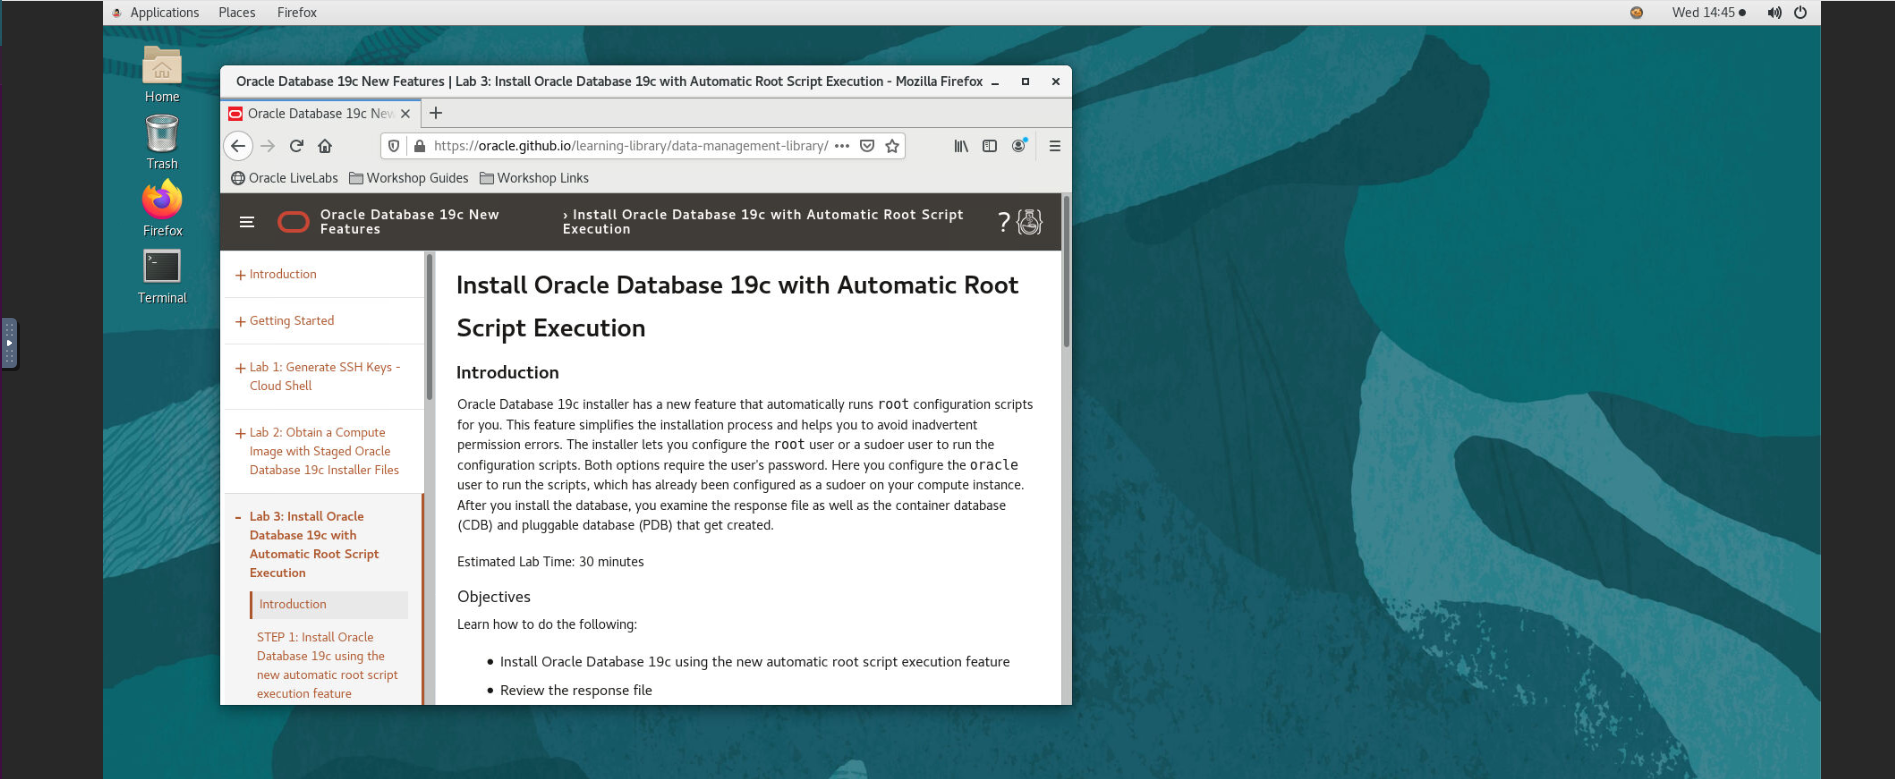 Applications Places Firefox
Wed 14:45
Home
Trash
Firefox
Terminal
Oracle Database 19c New Features | Lab 3: Install Oracle Database 19c with Automatic Root Script Execution - Mozilla Firefox
Oracle Database 19c New
https://oracle.github.io/learning-library/data-management-library/
Oracle LiveLabs Workshop Guides Workshop Links
Oracle Database 19c New
Features
› Install Oracle Database 19c with Automatic Root Script
Execution
?
+ Introduction
+ Getting Started
+ Lab 1: Generate SSH Keys -
Cloud Shell
+ Lab 2: Obtain a Compute
Image with Staged Oracle
Database 19c Installer Files
- Lab 3: Install Oracle
Database 19c with
Automatic Root Script
Execution
Introduction
STEP 1: Install Oracle
Database 19c using the
new automatic root script
execution feature
Install Oracle Database 19c with Automatic Root
Script Execution
Introduction
Oracle Database 19c installer has a new feature that automatically runs root configuration scripts
for you. This feature simplifies the installation process and helps you to avoid inadvertent
permission errors. The installer lets you configure the root user or a sudoer user to run the
configuration scripts. Both options require the user's password. Here you configure the oracle
user to run the scripts, which has already been configured as a sudoer on your compute instance.
After you install the database, you examine the response file as well as the container database
(CDB) and pluggable database (PDB) that get created.
Estimated Lab Time: 30 minutes
Objectives
Learn how to do the following:
• Install Oracle Database 19c using the new automatic root script execution feature
• Review the response file